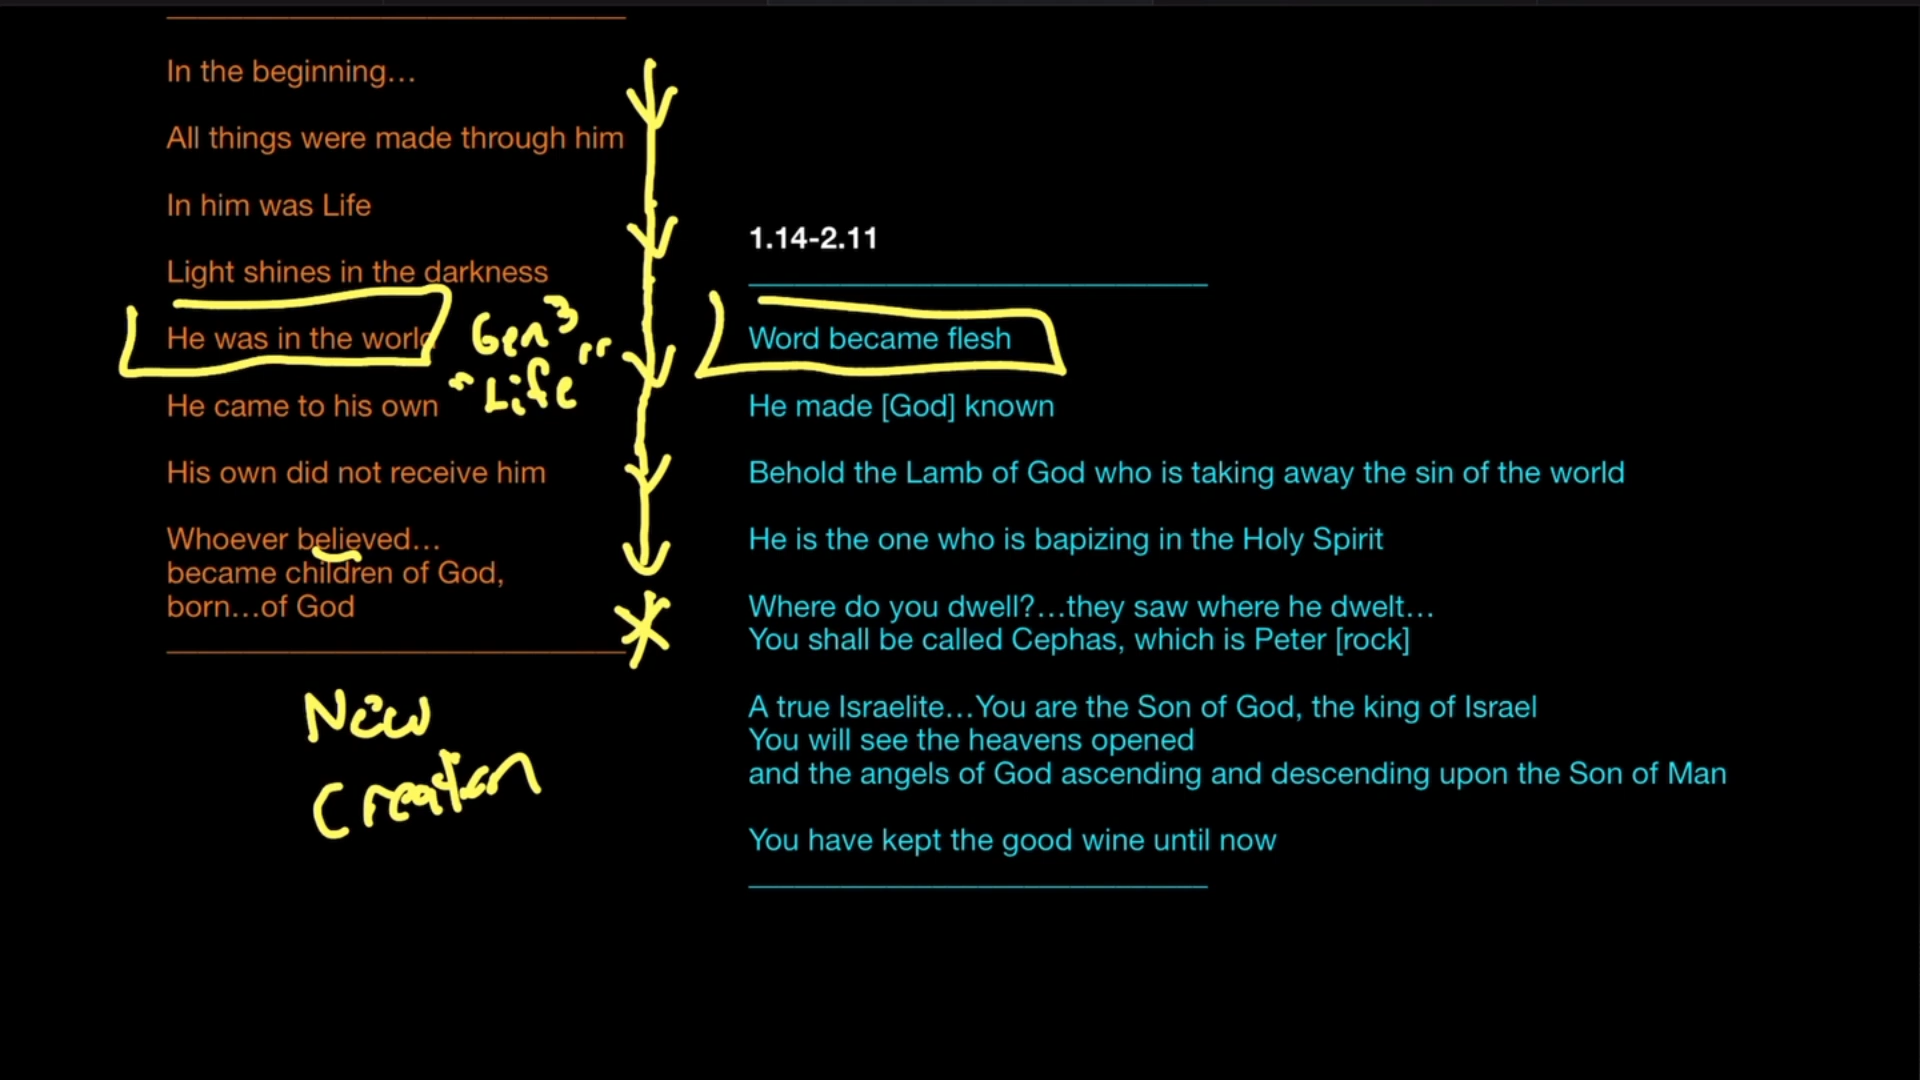 In the beginning…
All things were made through him
In him was Life
Light shines in the darkness
He was in the world
Gen 3
"Life"
He came to his own
His own did not receive him
Whoever believed…
became children of God,
born…of God
New
Creation
1.14-2.11
Word became flesh
He made [God] known
Behold the Lamb of God who is taking away the sin of the world
He is the one who is bapizing in the Holy Spirit
Where do you dwell?…they saw where he dwelt…
You shall be called Cephas, which is Peter [rock]
A true Israelite…You are the Son of God, the king of Israel
You will see the heavens opened
and the angels of God ascending and descending upon the Son of Man
You have kept the good wine until now